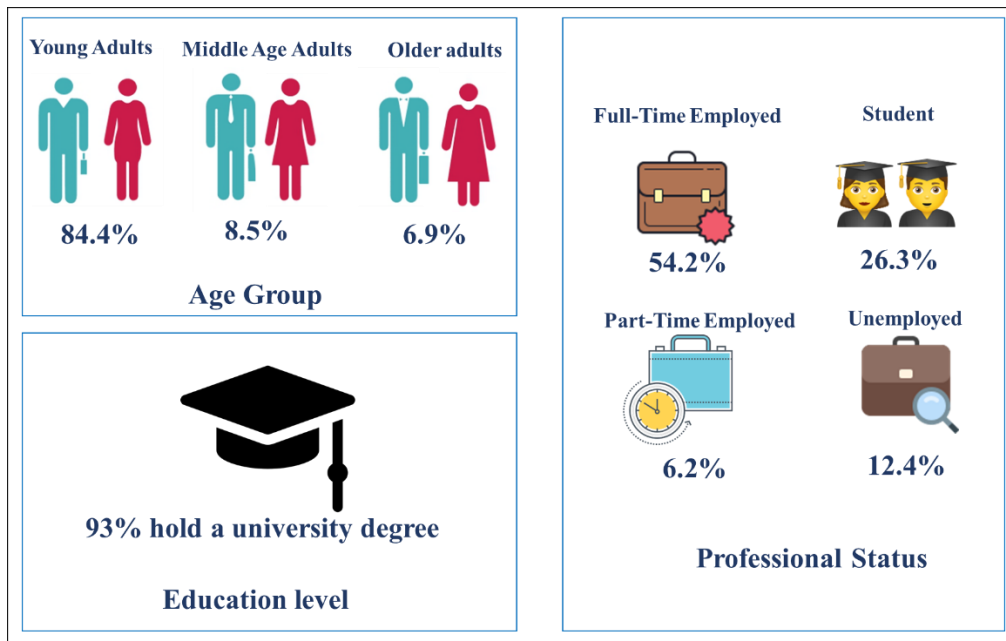 Young Adults
Middle Age Adults
Older adults
84.4%
8.5%
6.9%
Age Group
93% hold a university degree
Education level
Full-Time Employed
Student
54.2%
26.3%
Part-Time Employed
Unemployed
6.2%
12.4%
Professional Status